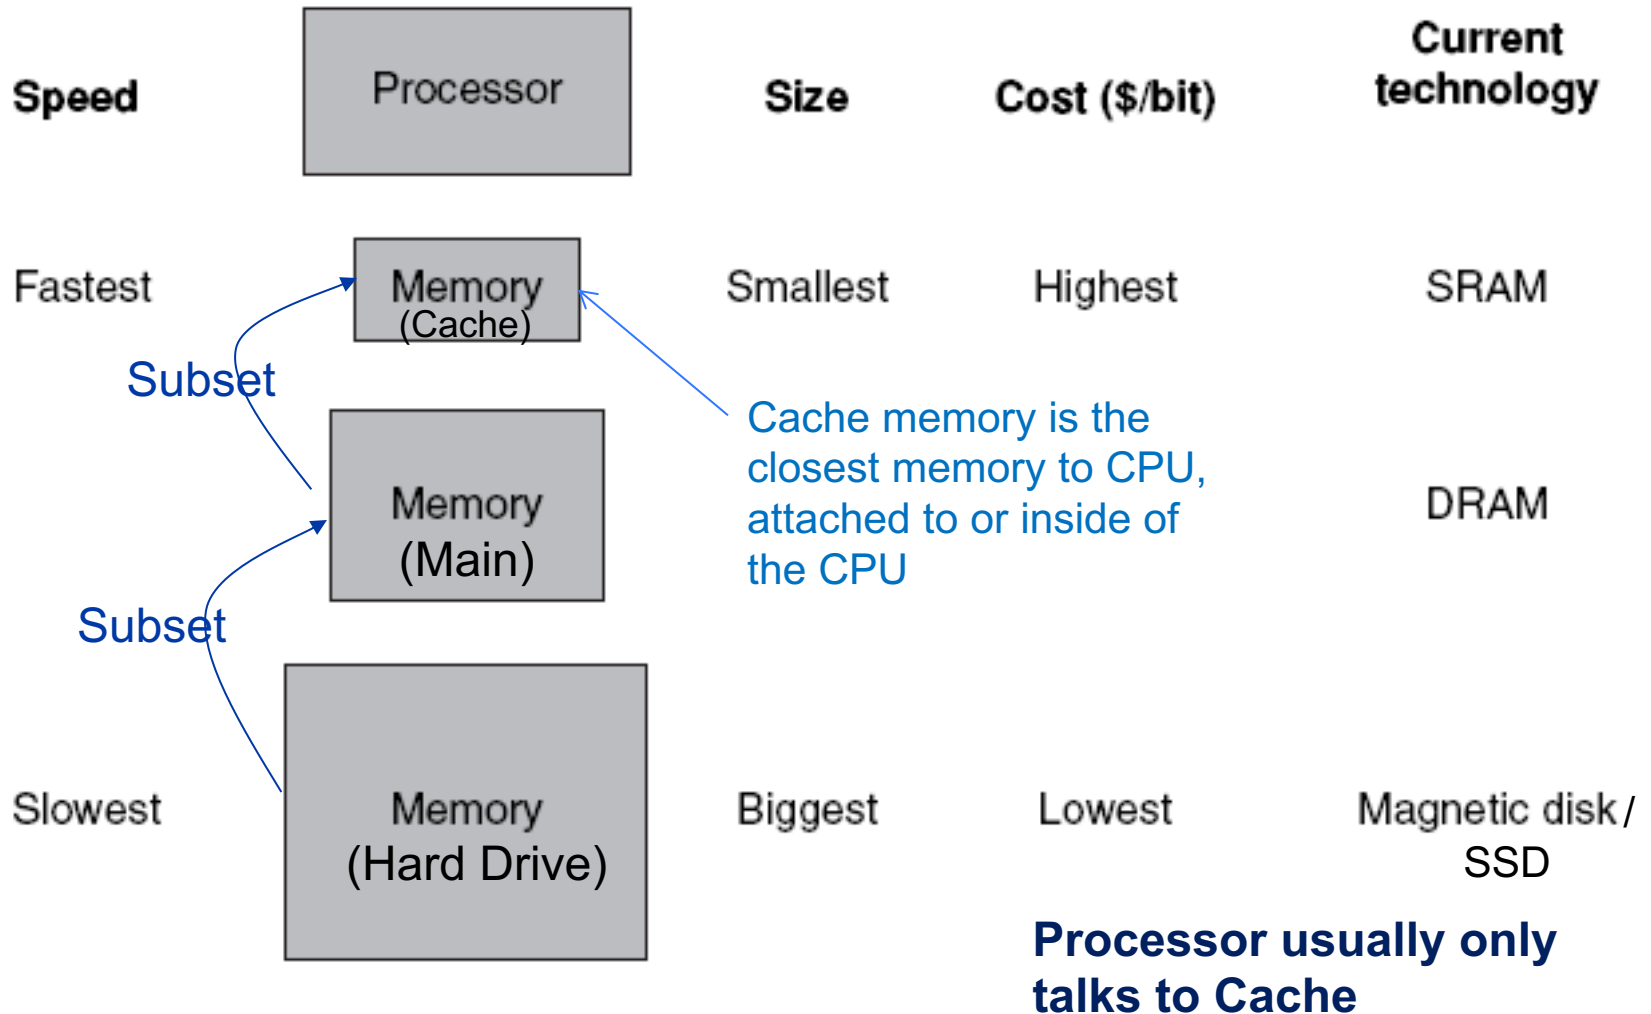 Speed
Processor
Size
Cost ($/bit)
Current
technology
Fastest
Memory
(Cache)
Smallest
Highest
SRAM
Subset
Cache memory is the
closest memory to CPU,
attached to or inside of
the CPU
Memory
(Main)
DRAM
Subset
Slowest
Memory
(Hard Drive)
Biggest
Lowest
Magnetic disk /
SSD
Processor usually only
talks to Cache